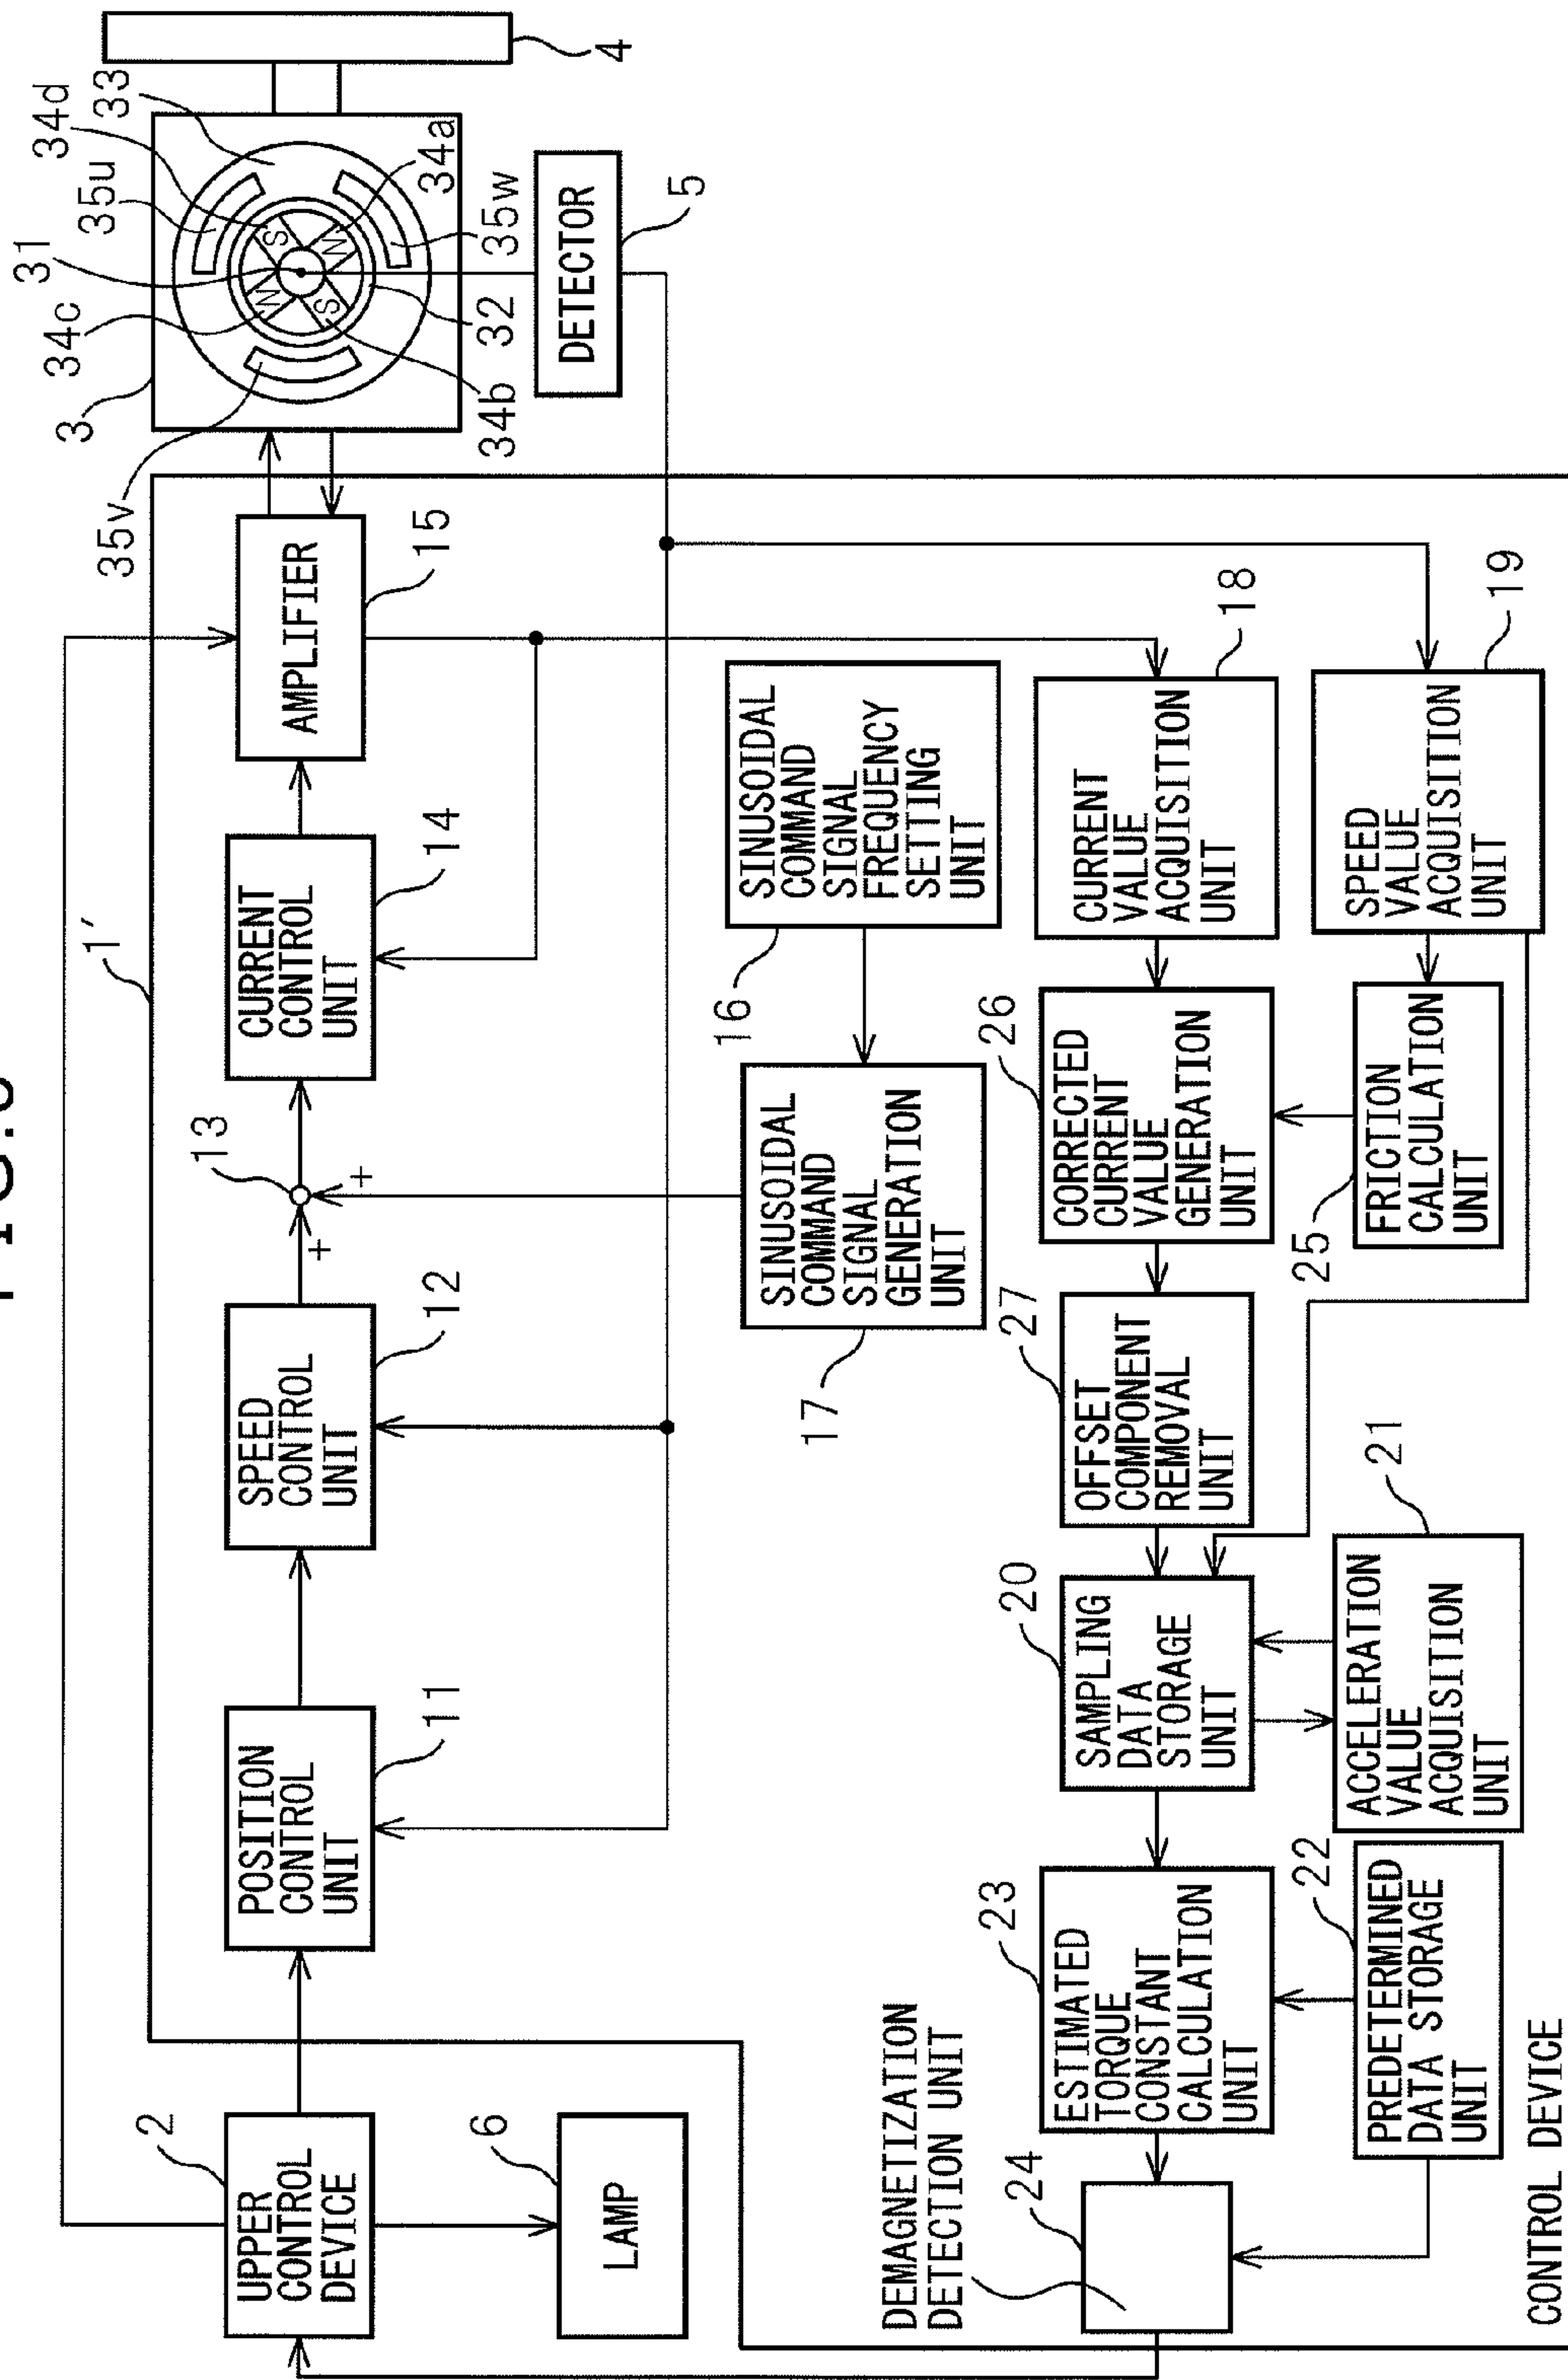 1′
3
35v
34c
31
35u
34d
33
N
S
S
N
34b
32
35w
34a
4
2
UPPER
CONTROL
DEVICE
POSITION
CONTROL
UNIT
11
SPEED
CONTROL
UNIT
12
13
+
+
CURRENT
CONTROL
UNIT
14
AMPLIFIER
15
DETECTOR
5
6
LAMP
SINUSOIDAL
COMMAND
SIGNAL
GENERATION
UNIT
17
16
SINUSOIDAL
COMMAND
SIGNAL
FREQUENCY
SETTING
UNIT
DEMAGNETIZATION
DETECTION UNIT
24
23
ESTIMATED
TORQUE
CONSTANT
CALCULATION
UNIT
20
SAMPLING
DATA
STORAGE
UNIT
27
OFFSET
COMPONENT
REMOVAL
UNIT
26
CORRECTED
CURRENT
VALUE
GENERATION
UNIT
CURRENT
VALUE
ACQUISITION
UNIT
18
22
PREDETERMINED
DATA STORAGE
UNIT
21
ACCELERATION
VALUE
ACQUISITION
UNIT
25
FRICTION
CALCULATION
UNIT
SPEED
VALUE
ACQUISITION
UNIT
19
CONTROL DEVICE